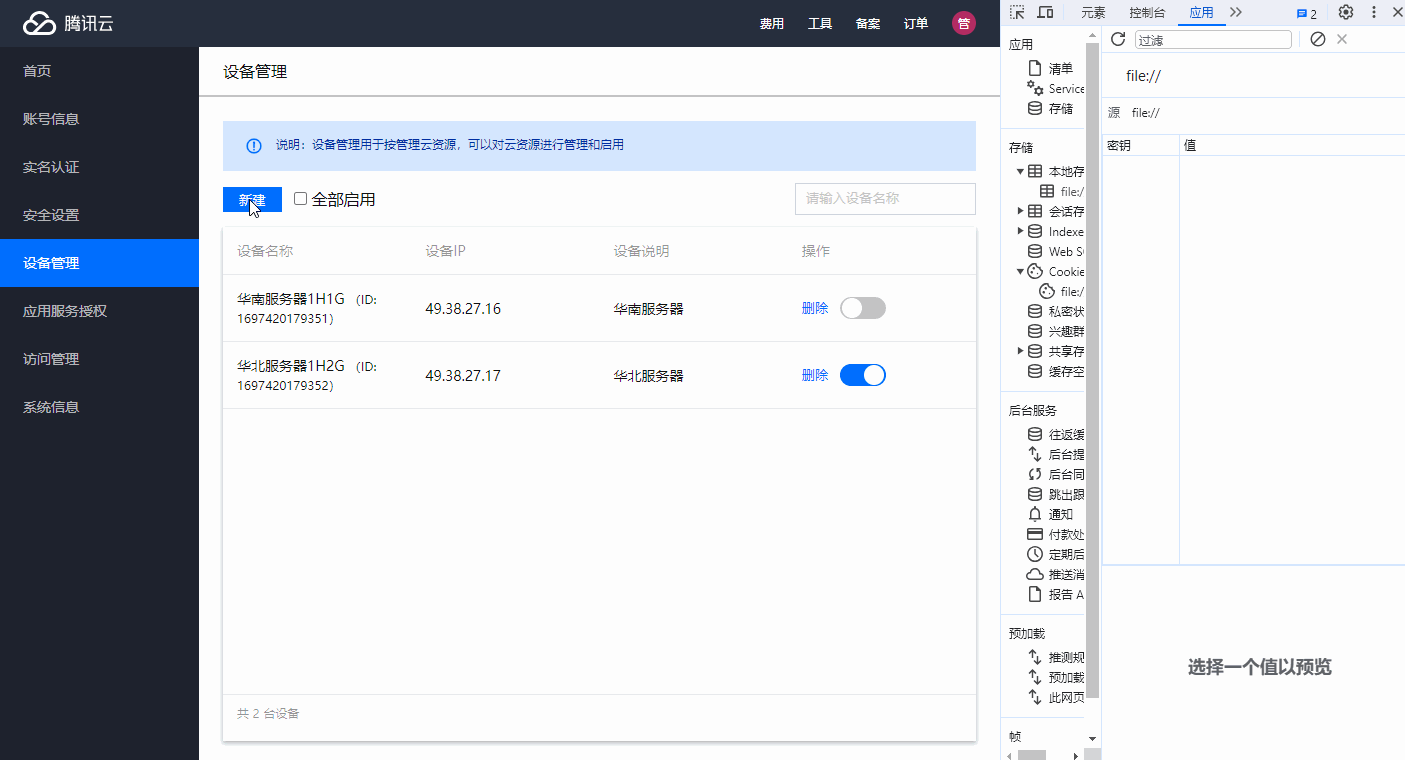 腾讯云
费用 工具 备案 订单 管
首页
账号信息
实名认证
安全设置
设备管理
应用服务授权
访问管理
系统信息
设备管理
说明：设备管理用于按管理云资源，可以对云资源进行管理和启用
新建 全部启用 请输入设备名称
设备名称 设备IP 设备说明 操作
华南服务器1H1G （ID:
1697420179351） 49.38.27.16 华南服务器 删除
华北服务器1H2G （ID:
1697420179352） 49.38.27.17 华北服务器 删除
共 2 台设备
元素 控制台 应用 2
应用
清单
Service
存储
存储
本地存
file:/
会话存
Indexe
Web S
Cookie
file:/
私密状
兴趣群
共享存
缓存空
后台服务
往返缓
后台提
后台同
跳出跟
通知
付款处
定期后
推送消
报告 A
预加载
推测规
预加载
此网页
帧
过滤
file://
源 file://
密钥 值
选择一个值以预览